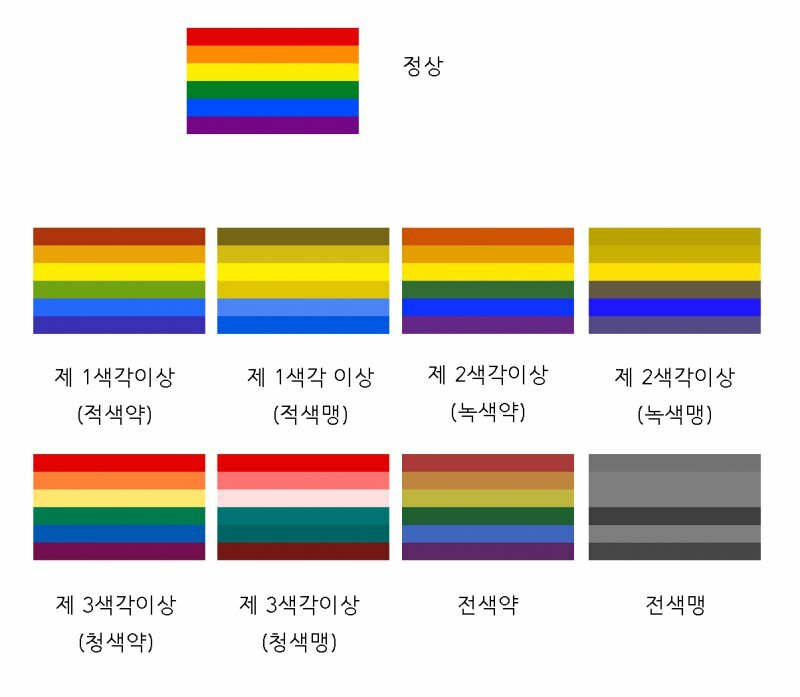 정상
제 1색각이상
(적색약)
제 1색각 이상
(적색맹)
제 2색각이상
(녹색약)
제 2색각이상
(녹색맹)
제 3색각이상
(청색약)
제 3색각이상
(청색맹)
전색약
전색맹